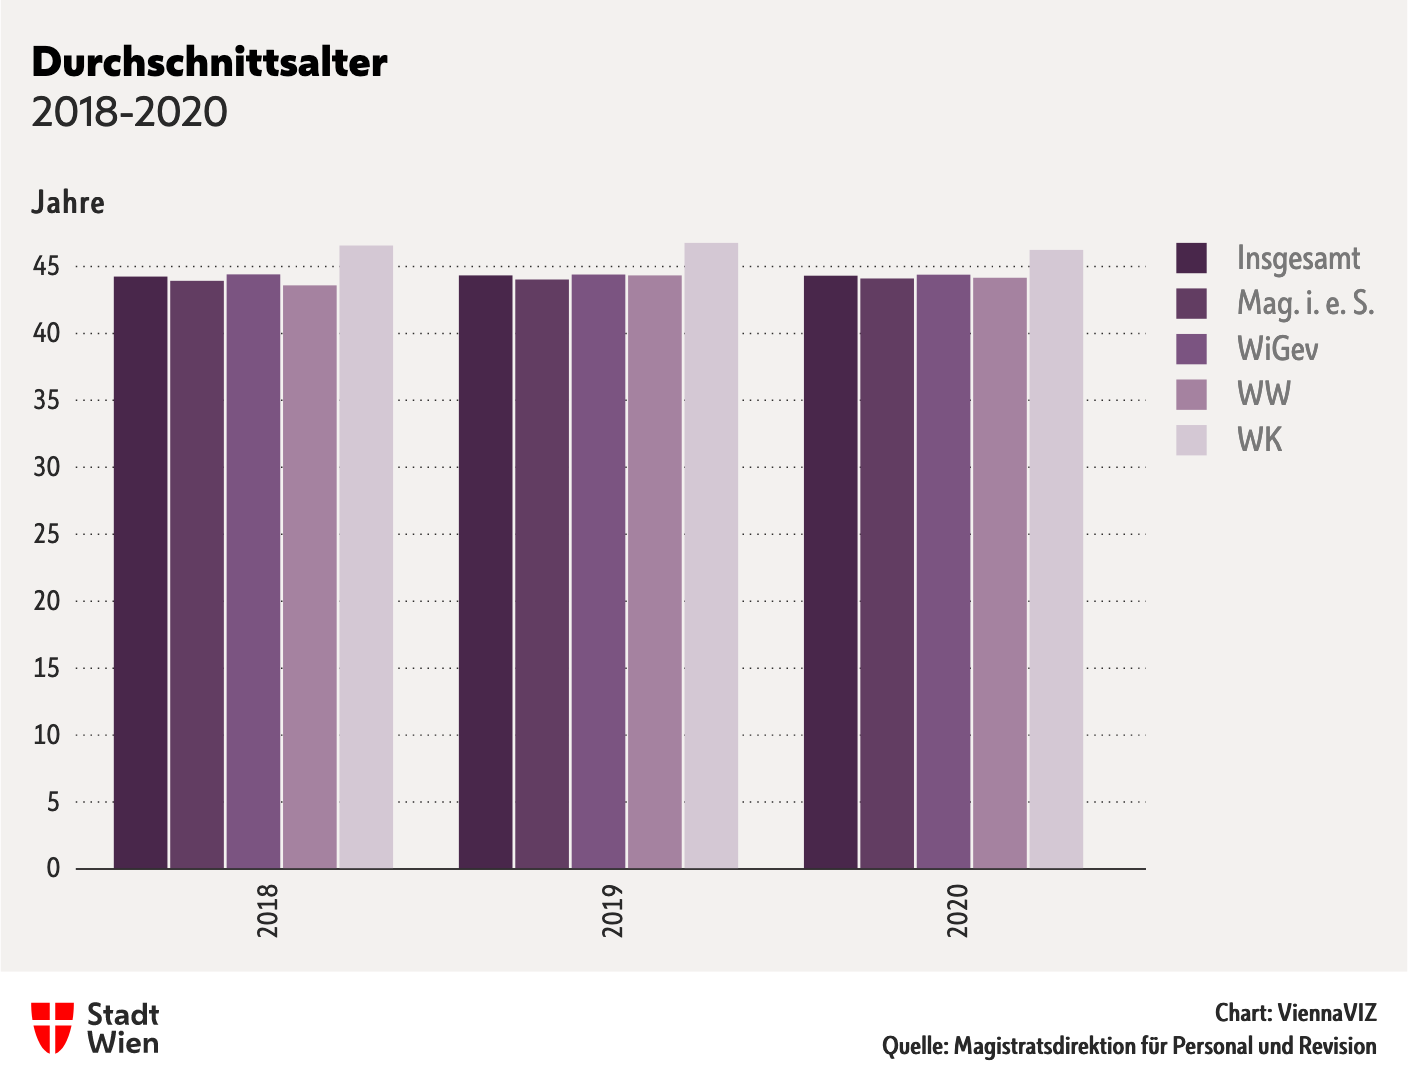 Durchschnittsalter
2018-2020
Jahre
45
40
35
30
25
20
15
10
5
0
2018
2019
2020
Insgesamt
Mag. i. e. S.
WiGev
WW
WK
Stadt
Wien
Chart: ViennaVIZ
Quelle: Magistratsdirektion für Personal und Revision